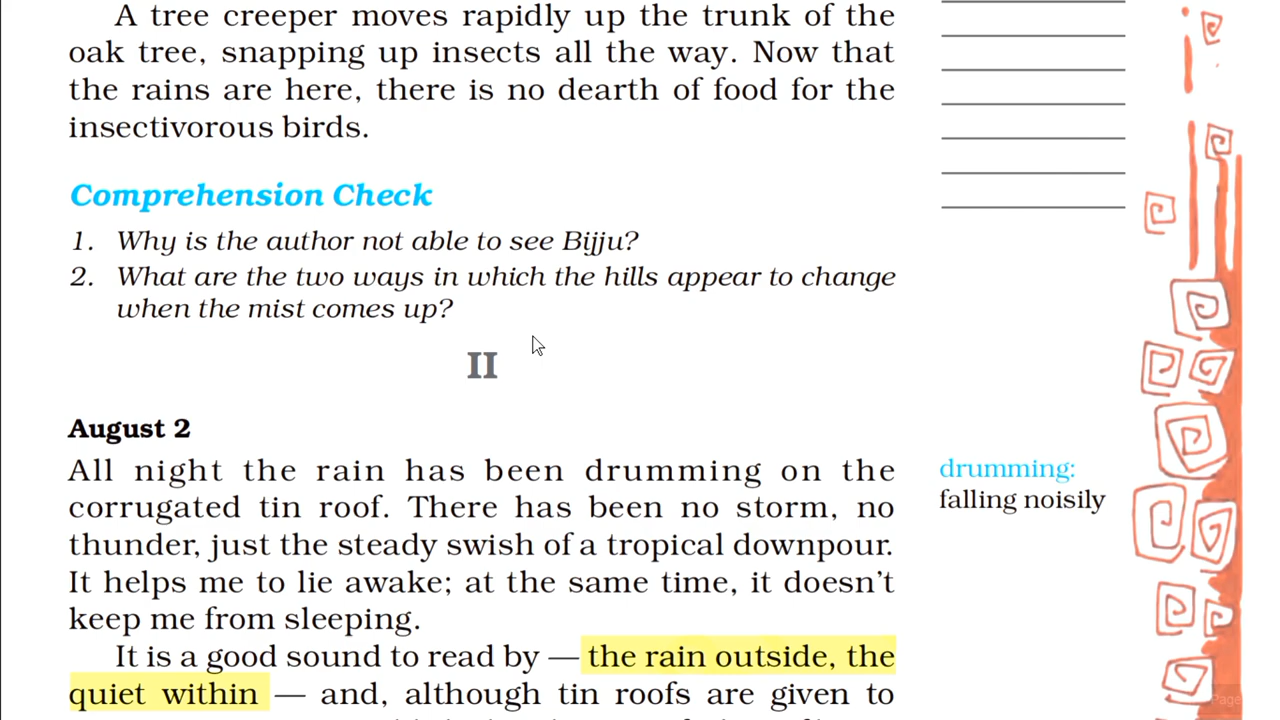 A tree creeper moves rapidly up the trunk of the
oak tree, snapping up insects all the way. Now that
the rains are here, there is no dearth of food for the
insectivorous birds.
Comprehension Check
1. Why is the author not able to see Bijju?
2. What are the two ways in which the hills appear to change
when the mist comes up?
II
August 2
All night the rain has been drumming on the
corrugated tin roof. There has been no storm, no
thunder, just the steady swish of a tropical downpour.
It helps me to lie awake; at the same time, it doesn't
keep me from sleeping.
It is a good sound to read by — the rain outside, the
quiet within — and, although tin roofs are given to
drumming:
falling noisily
Page